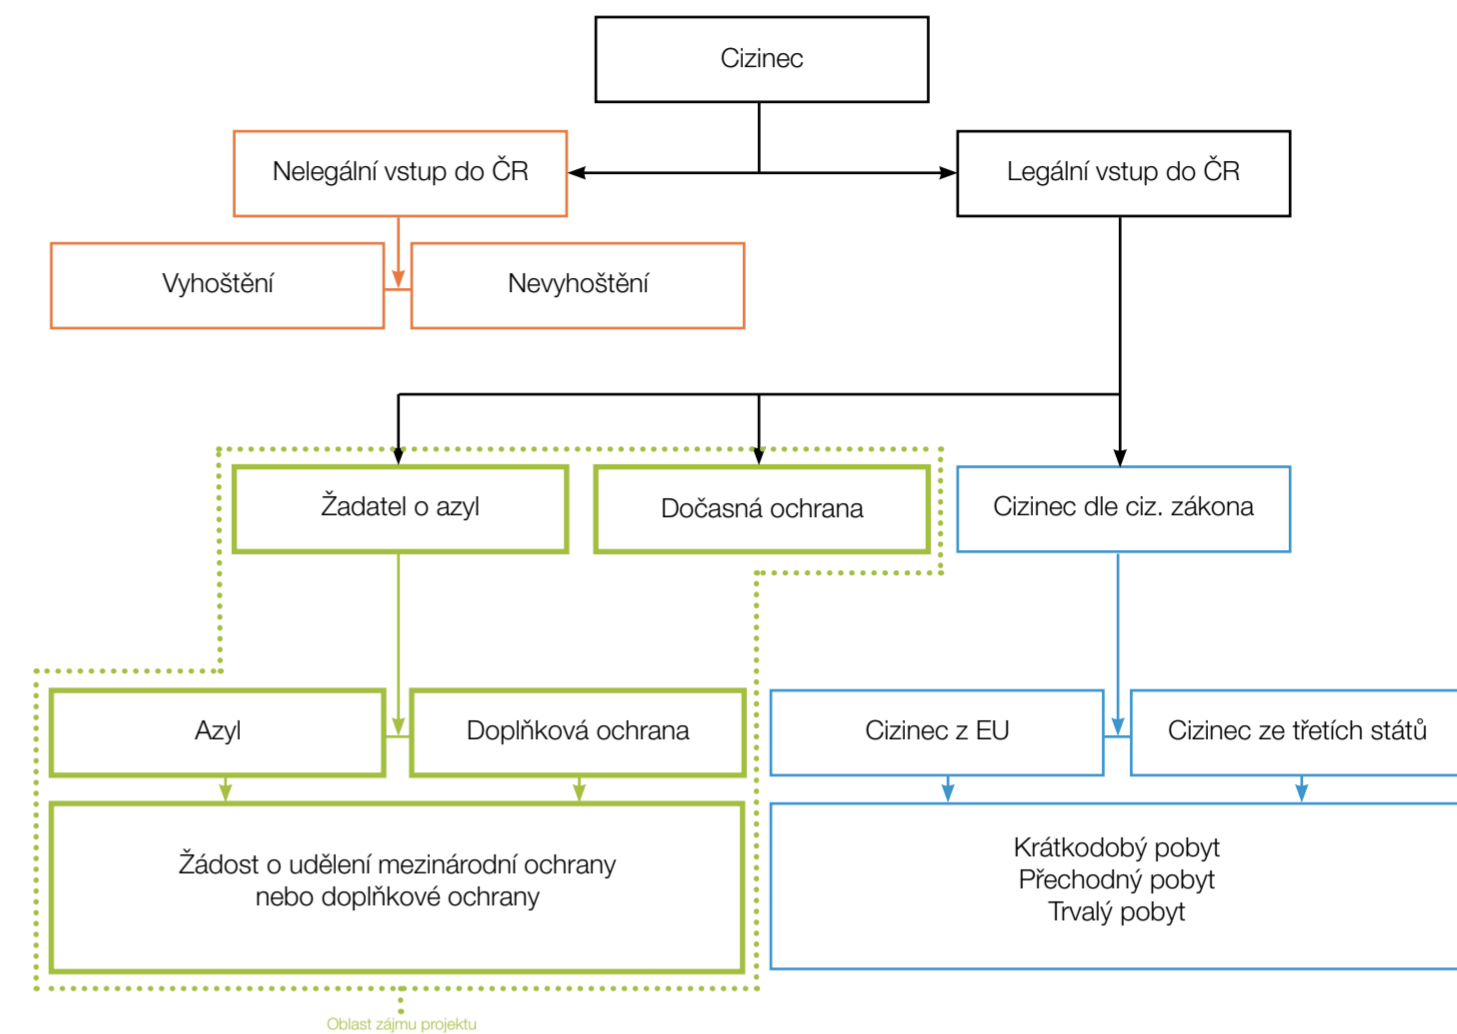 Cizinec
Nelegální vstup do ČR
Legální vstup do ČR
Vyhoštění
Nevyhoštění
Žadatel o azyl
Dočasná ochrana
Cizinec dle ciz. zákona
Azyl
Doplňková ochrana
Cizinec z EU
Cizinec ze třetích států
Žádost o udělení mezinárodní ochrany
nebo doplňkové ochrany
Krátkodobý pobyt
Přechodný pobyt
Trvalý pobyt
Oblast zájmu projektu